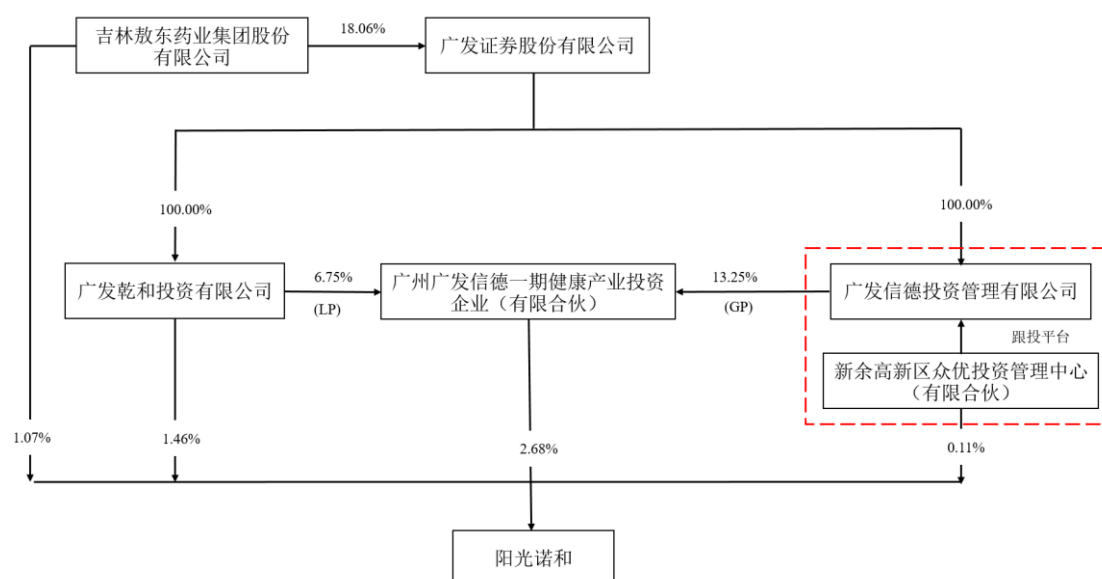 吉林敖东药业集团股份
有限公司
18.06%
广发证券股份有限公司
100.00%
100.00%
广发乾和投资有限公司
6.75%
(LP)
广州广发信德一期健康产业投资
企业（有限合伙）
13.25%
(GP)
广发信德投资管理有限公司
跟投平台
新余高新区众优投资管理中心
（有限合伙）
1.07%
1.46%
2.68%
0.11%
阳光诺和